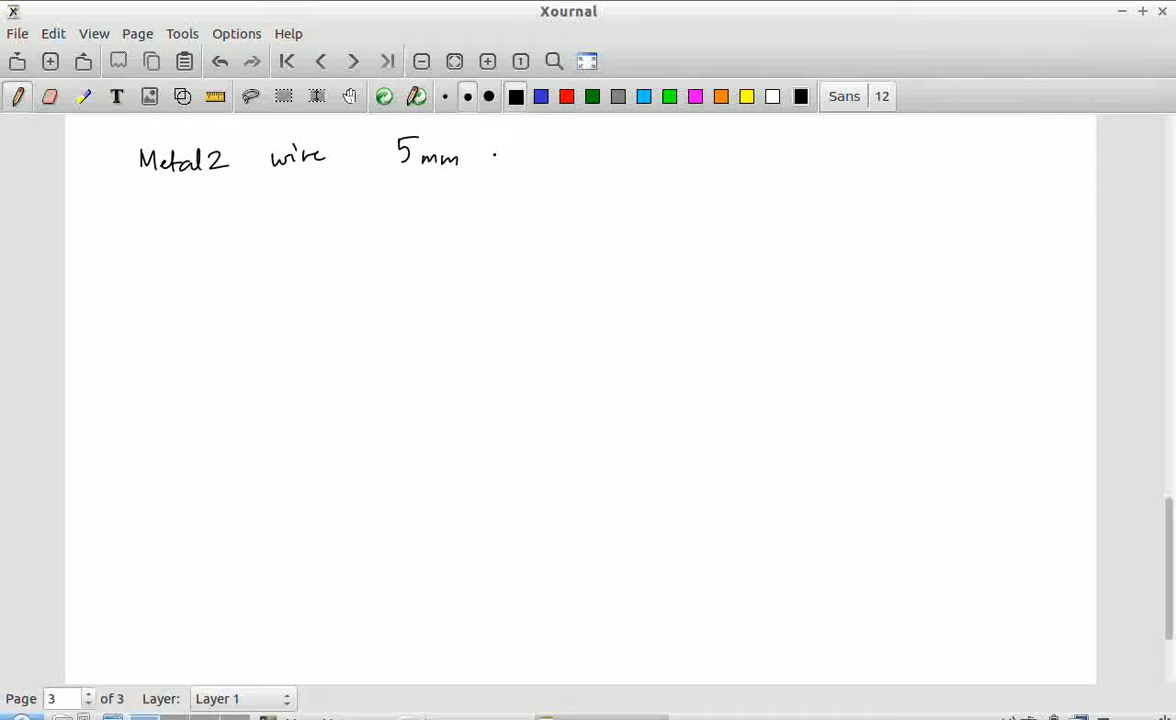 Xournal
File Edit View Page Tools Options Help
Sans 12
Metal2 wire 5mm
Page 3 of 3 Layer: Layer 1